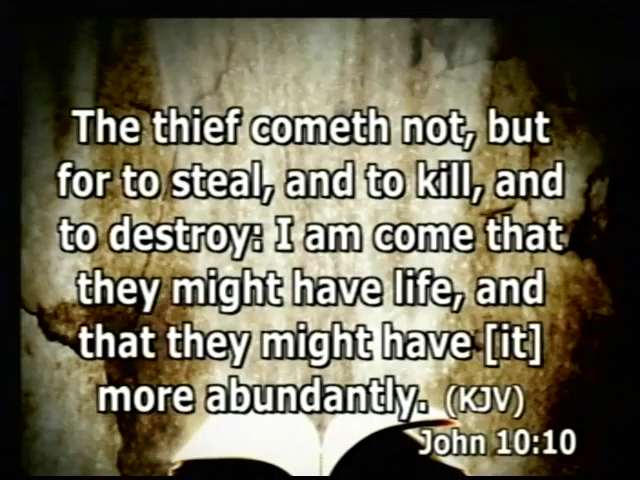 The thief cometh not, but
for to steal, and to kill, and
to destroy: I am come that
they might have life, and
that they might have [it]
more abundantly. (KJV)
John 10:10